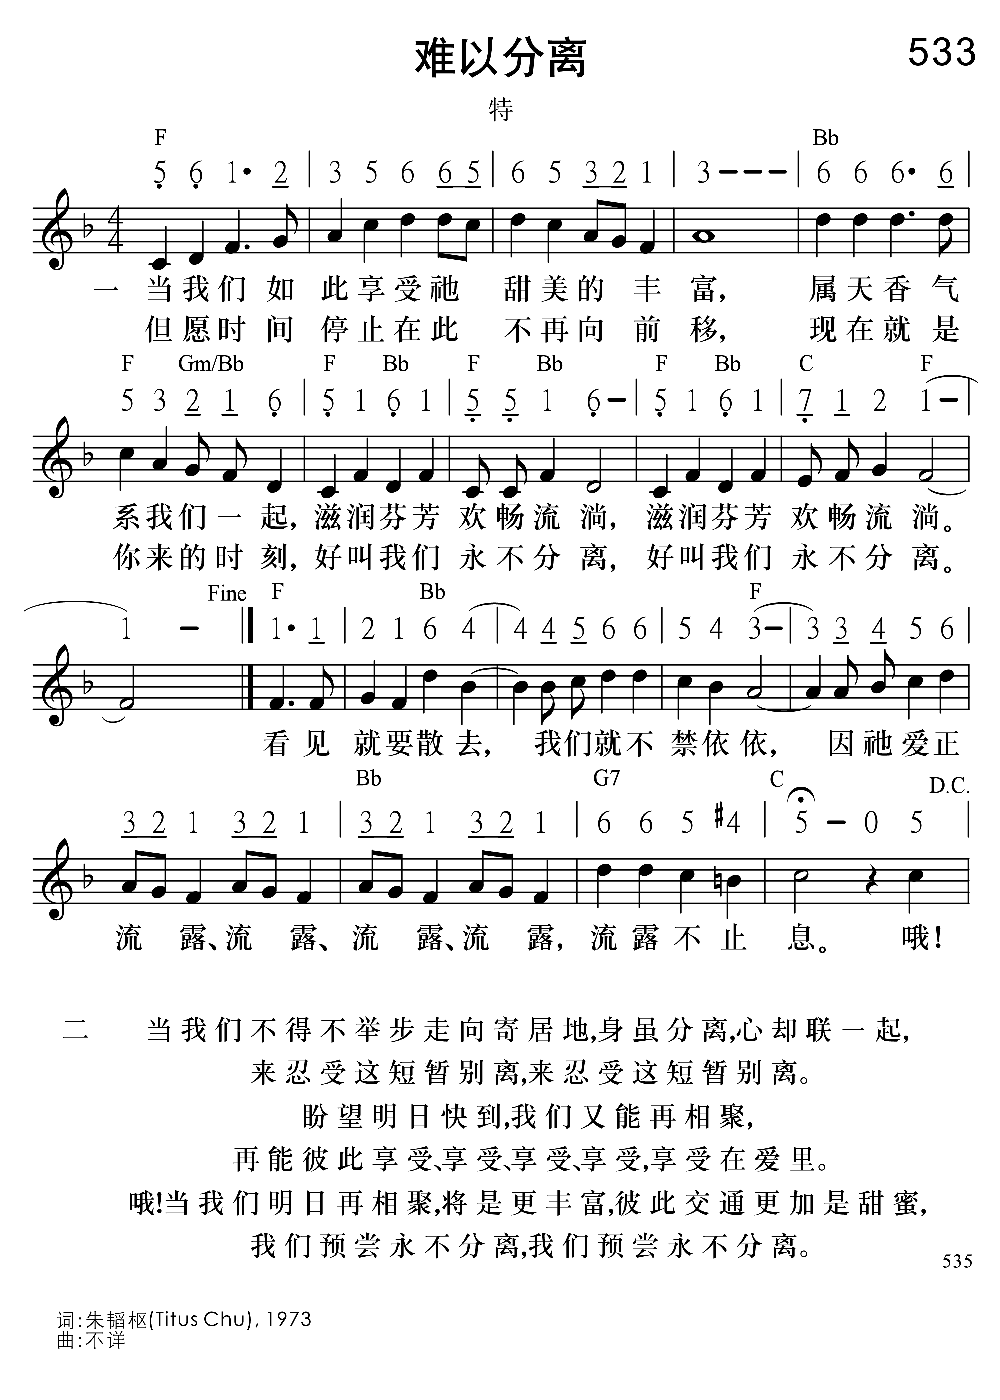 难以分离 533
特
F Bb
5 6 1· 2 | 3 5 6 6 5 | 6 5 3 2 1 | 3 - - - | 6 6 6· 6 |
4 4
一 当我们如此享受祂 甜美的丰富, 属天香气
但愿时间停止在此 不再向前移, 现在就是
F Gm/Bb F Bb F Bb F Bb C F
5 3 2 1 6 | 5 1 6 1 | 5 5 1 6 - | 5 1 6 1 | 7 1 2 1 - |
系我们一起, 滋润芬芳欢畅流淌, 滋润芬芳欢畅流淌。
你来的时刻, 好叫我们永不分离, 好叫我们永不分离。
Fine F Bb F
1 - | 1· 1 | 2 1 6 4 | 4 4 5 6 6 | 5 4 3 - | 3 3 4 5 6 |
看见就要散去, 我们就不禁依依, 因祂爱正
Bb G7 C D.C.
3 2 1 3 2 1 | 3 2 1 3 2 1 | 6 6 5 #4 | 5 - 0 5 |
流露、流露、流露、流露, 流露不止息。 哦!
二 当我们不得不举步走向寄居地,身虽分离,心却联一起,
来忍受这短暂别离,来忍受这短暂别离。
盼望明日快到,我们又能再相聚,
再能彼此享受、享受、享受、享受,享受在爱里。
哦!当我们明日再相聚,将是更丰富,彼此交通更加是甜蜜,
我们预尝永不分离,我们预尝永不分离。
535
词:朱韬枢(Titus Chu), 1973
曲:不详